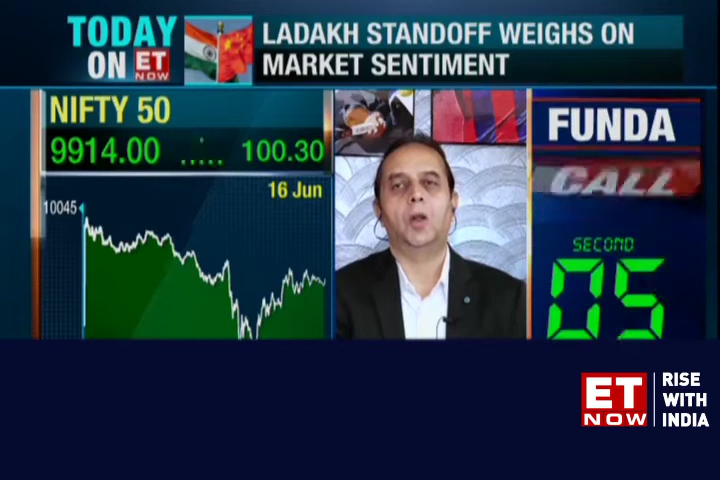 TODAY
ON ET
NOW
LADAKH STANDOFF WEIGHS ON
MARKET SENTIMENT
NIFTY 50
9914.00 ..... 100.30
16 Jun
10045
FUNDA
CALL
SECOND
05
ET
NOW
RISE
WITH
INDIA